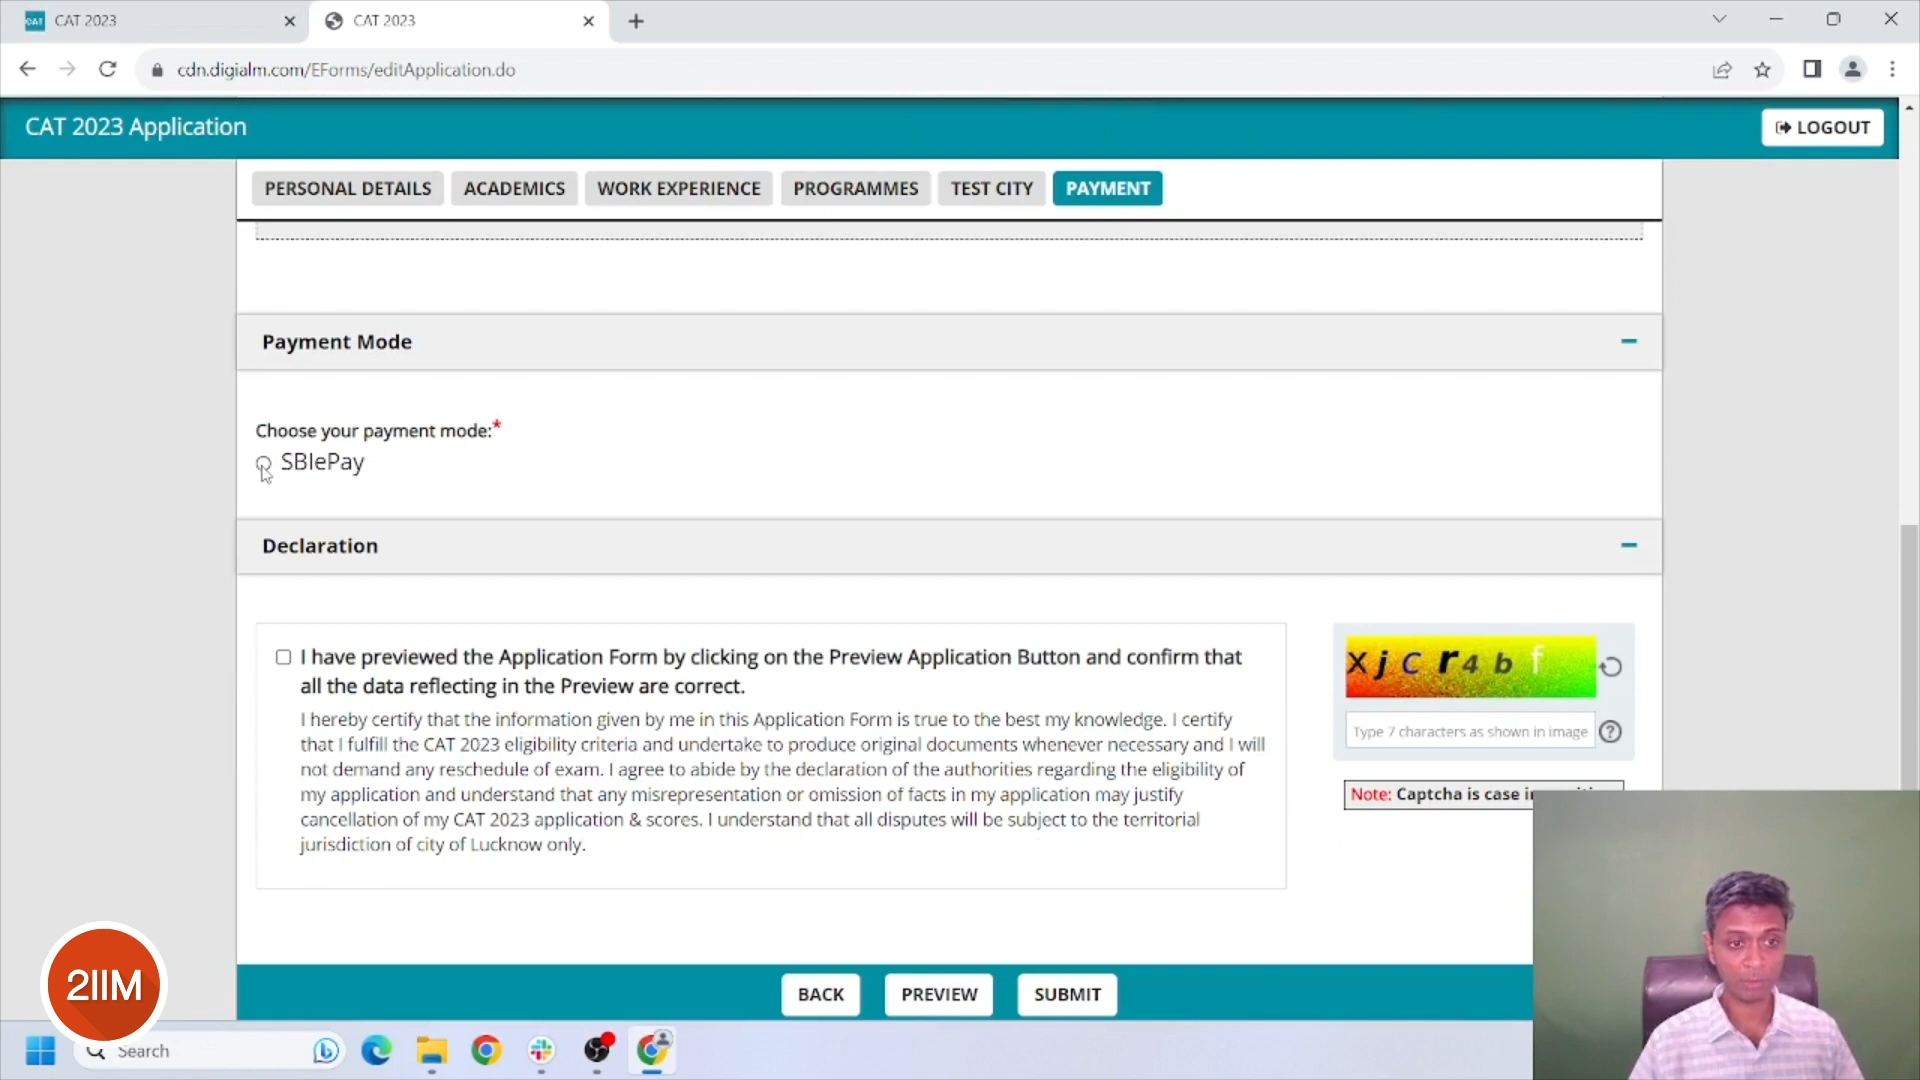 CAT 2023
CAT 2023
cdn.digialm.com/EForms/editApplication.do
CAT 2023 Application
LOGOUT
PERSONAL DETAILS
ACADEMICS
WORK EXPERIENCE
PROGRAMMES
TEST CITY
PAYMENT
Payment Mode
Choose your payment mode:*
SBIePay
Declaration
I have previewed the Application Form by clicking on the Preview Application Button and confirm that
all the data reflecting in the Preview are correct.
I hereby certify that the information given by me in this Application Form is true to the best my knowledge. I certify
that I fulfill the CAT 2023 eligibility criteria and undertake to produce original documents whenever necessary and I will
not demand any reschedule of exam. I agree to abide by the declaration of the authorities regarding the eligibility of
my application and understand that any misrepresentation or omission of facts in my application may justify
cancellation of my CAT 2023 application & scores. I understand that all disputes will be subject to the territorial
jurisdiction of city of Lucknow only.
x j C r 4 b f
Type 7 characters as shown in image
Note: Captcha is case
BACK
PREVIEW
SUBMIT
2IIM
Search